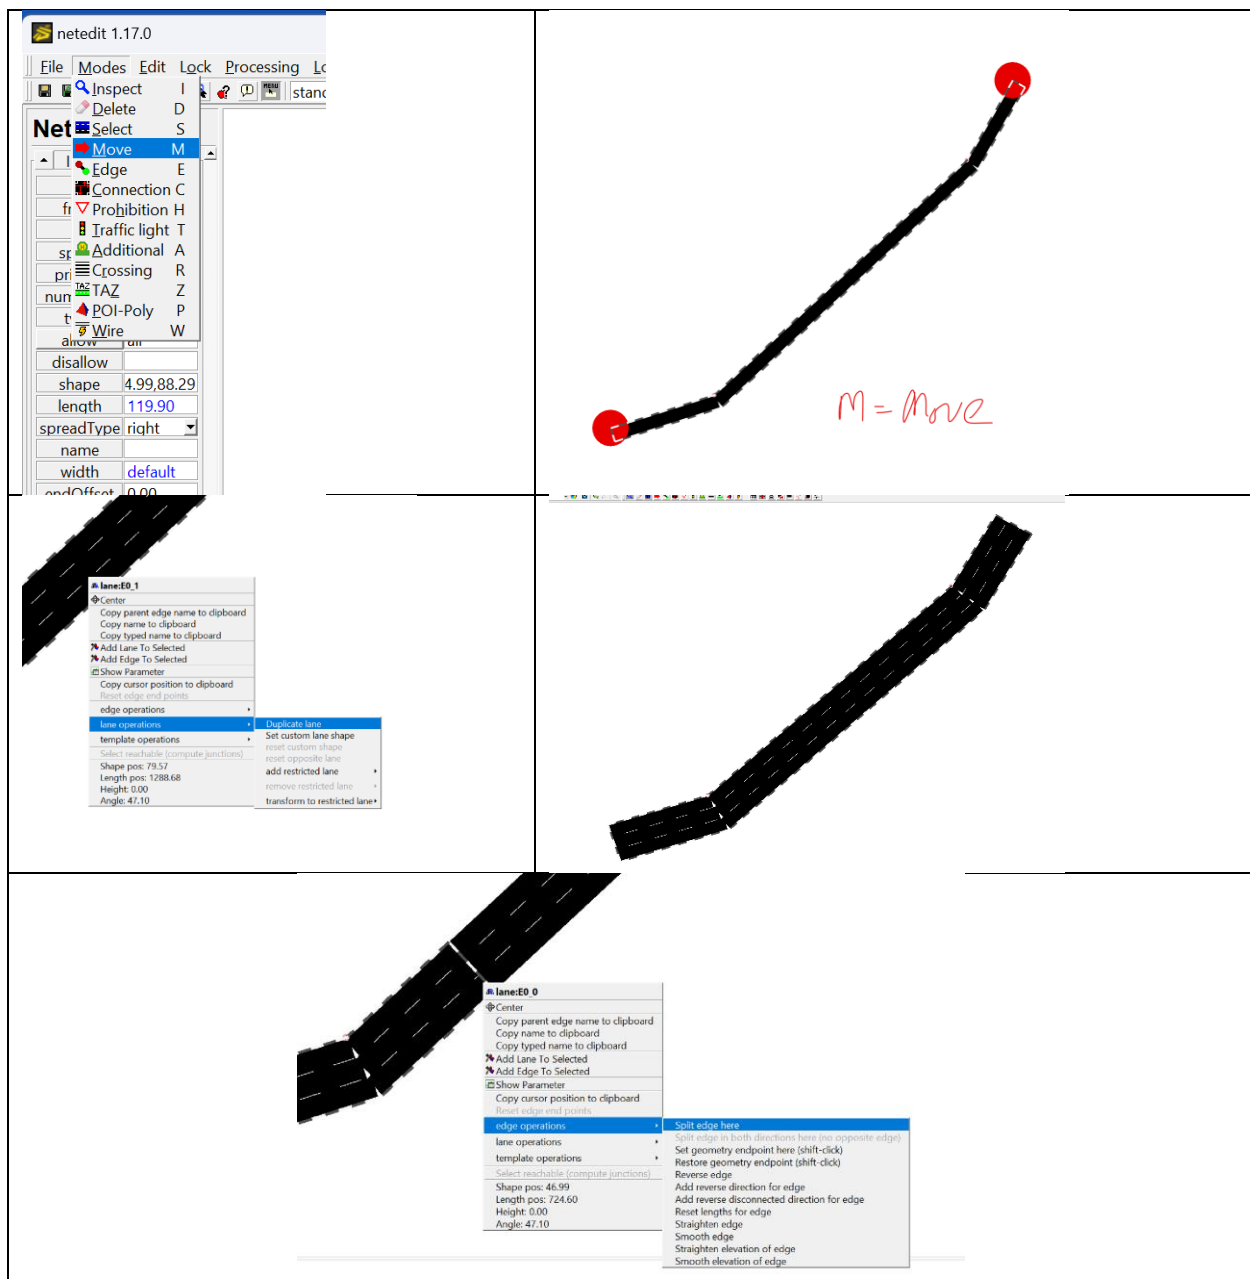 netedit 1.17.0
File Modes Edit Lock Processing
stand
Inspect I
Delete D
Select S
Move M
Edge E
Connection C
Prohibition H
Traffic light T
Additional A
Crossing R
TAZ Z
POI-Poly P
Wire W
Net
disallow
shape 4.99,88.29
length 119.90
spreadType right
name
width default
endOffset 0.00
M = Move
lane:E0_1
Center
Copy parent edge name to clipboard
Copy name to clipboard
Copy typed name to clipboard
Add Lane To Selected
Add Edge To Selected
Show Parameter
Copy cursor position to clipboard
Reset edge end points
edge operations
lane operations
template operations
Select reachable (compute junctions)
Shape pos: 79.57
Length pos: 1288.68
Height: 0.00
Angle: 47.10
Duplicate lane
Set custom lane shape
reset custom shape
reset opposite lane
add restricted lane
remove restricted lane
transform to restricted lane
lane:E0_0
Center
Copy parent edge name to clipboard
Copy name to clipboard
Copy typed name to clipboard
Add Lane To Selected
Add Edge To Selected
Show Parameter
Copy cursor position to clipboard
Reset edge end points
edge operations
lane operations
template operations
Select reachable (compute junctions)
Shape pos: 46.99
Length pos: 724.60
Height: 0.00
Angle: 47.10
Split edge here
Split edge in both directions here (no opposite edge)
Set geometry endpoint here (shift-click)
Restore geometry endpoint (shift-click)
Reverse edge
Add reverse direction for edge
Add reverse disconnected direction for edge
Reset lengths for edge
Straighten edge
Smooth edge
Straighten elevation of edge
Smooth elevation of edge